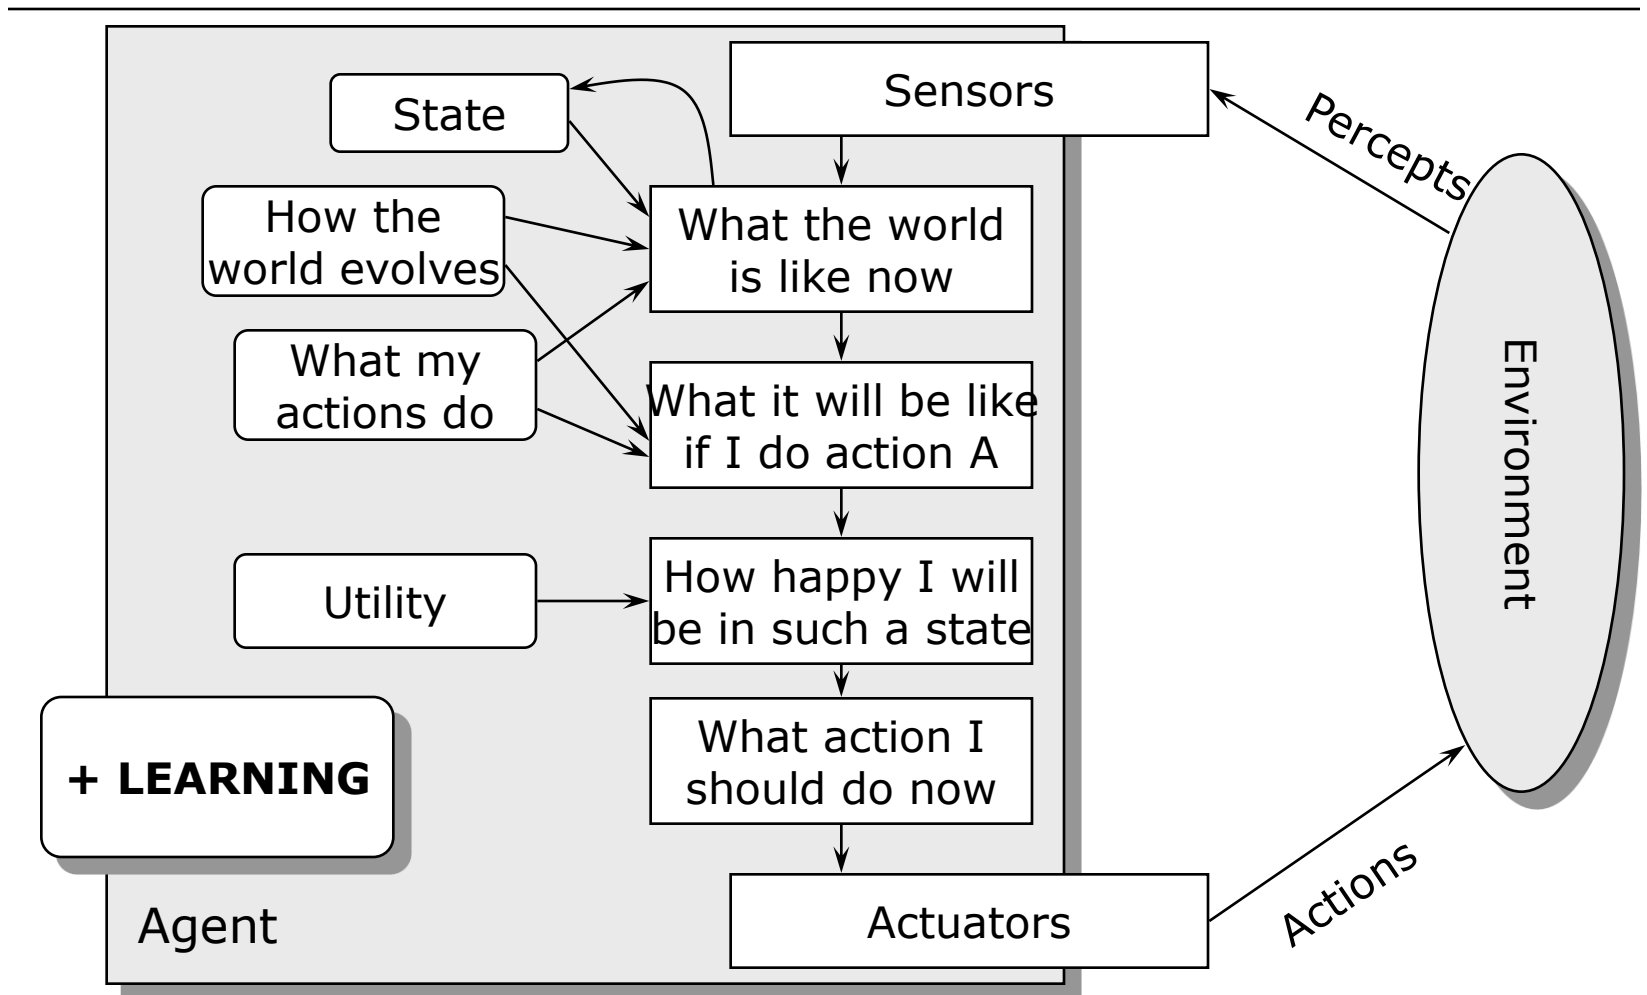 Sensors
Percepts
State
How the
world evolves
What the world
is like now
What my
actions do
What it will be like
if I do action A
Environment
Utility
How happy I will
be in such a state
+ LEARNING
What action I
should do now
Agent
Actuators
Actions